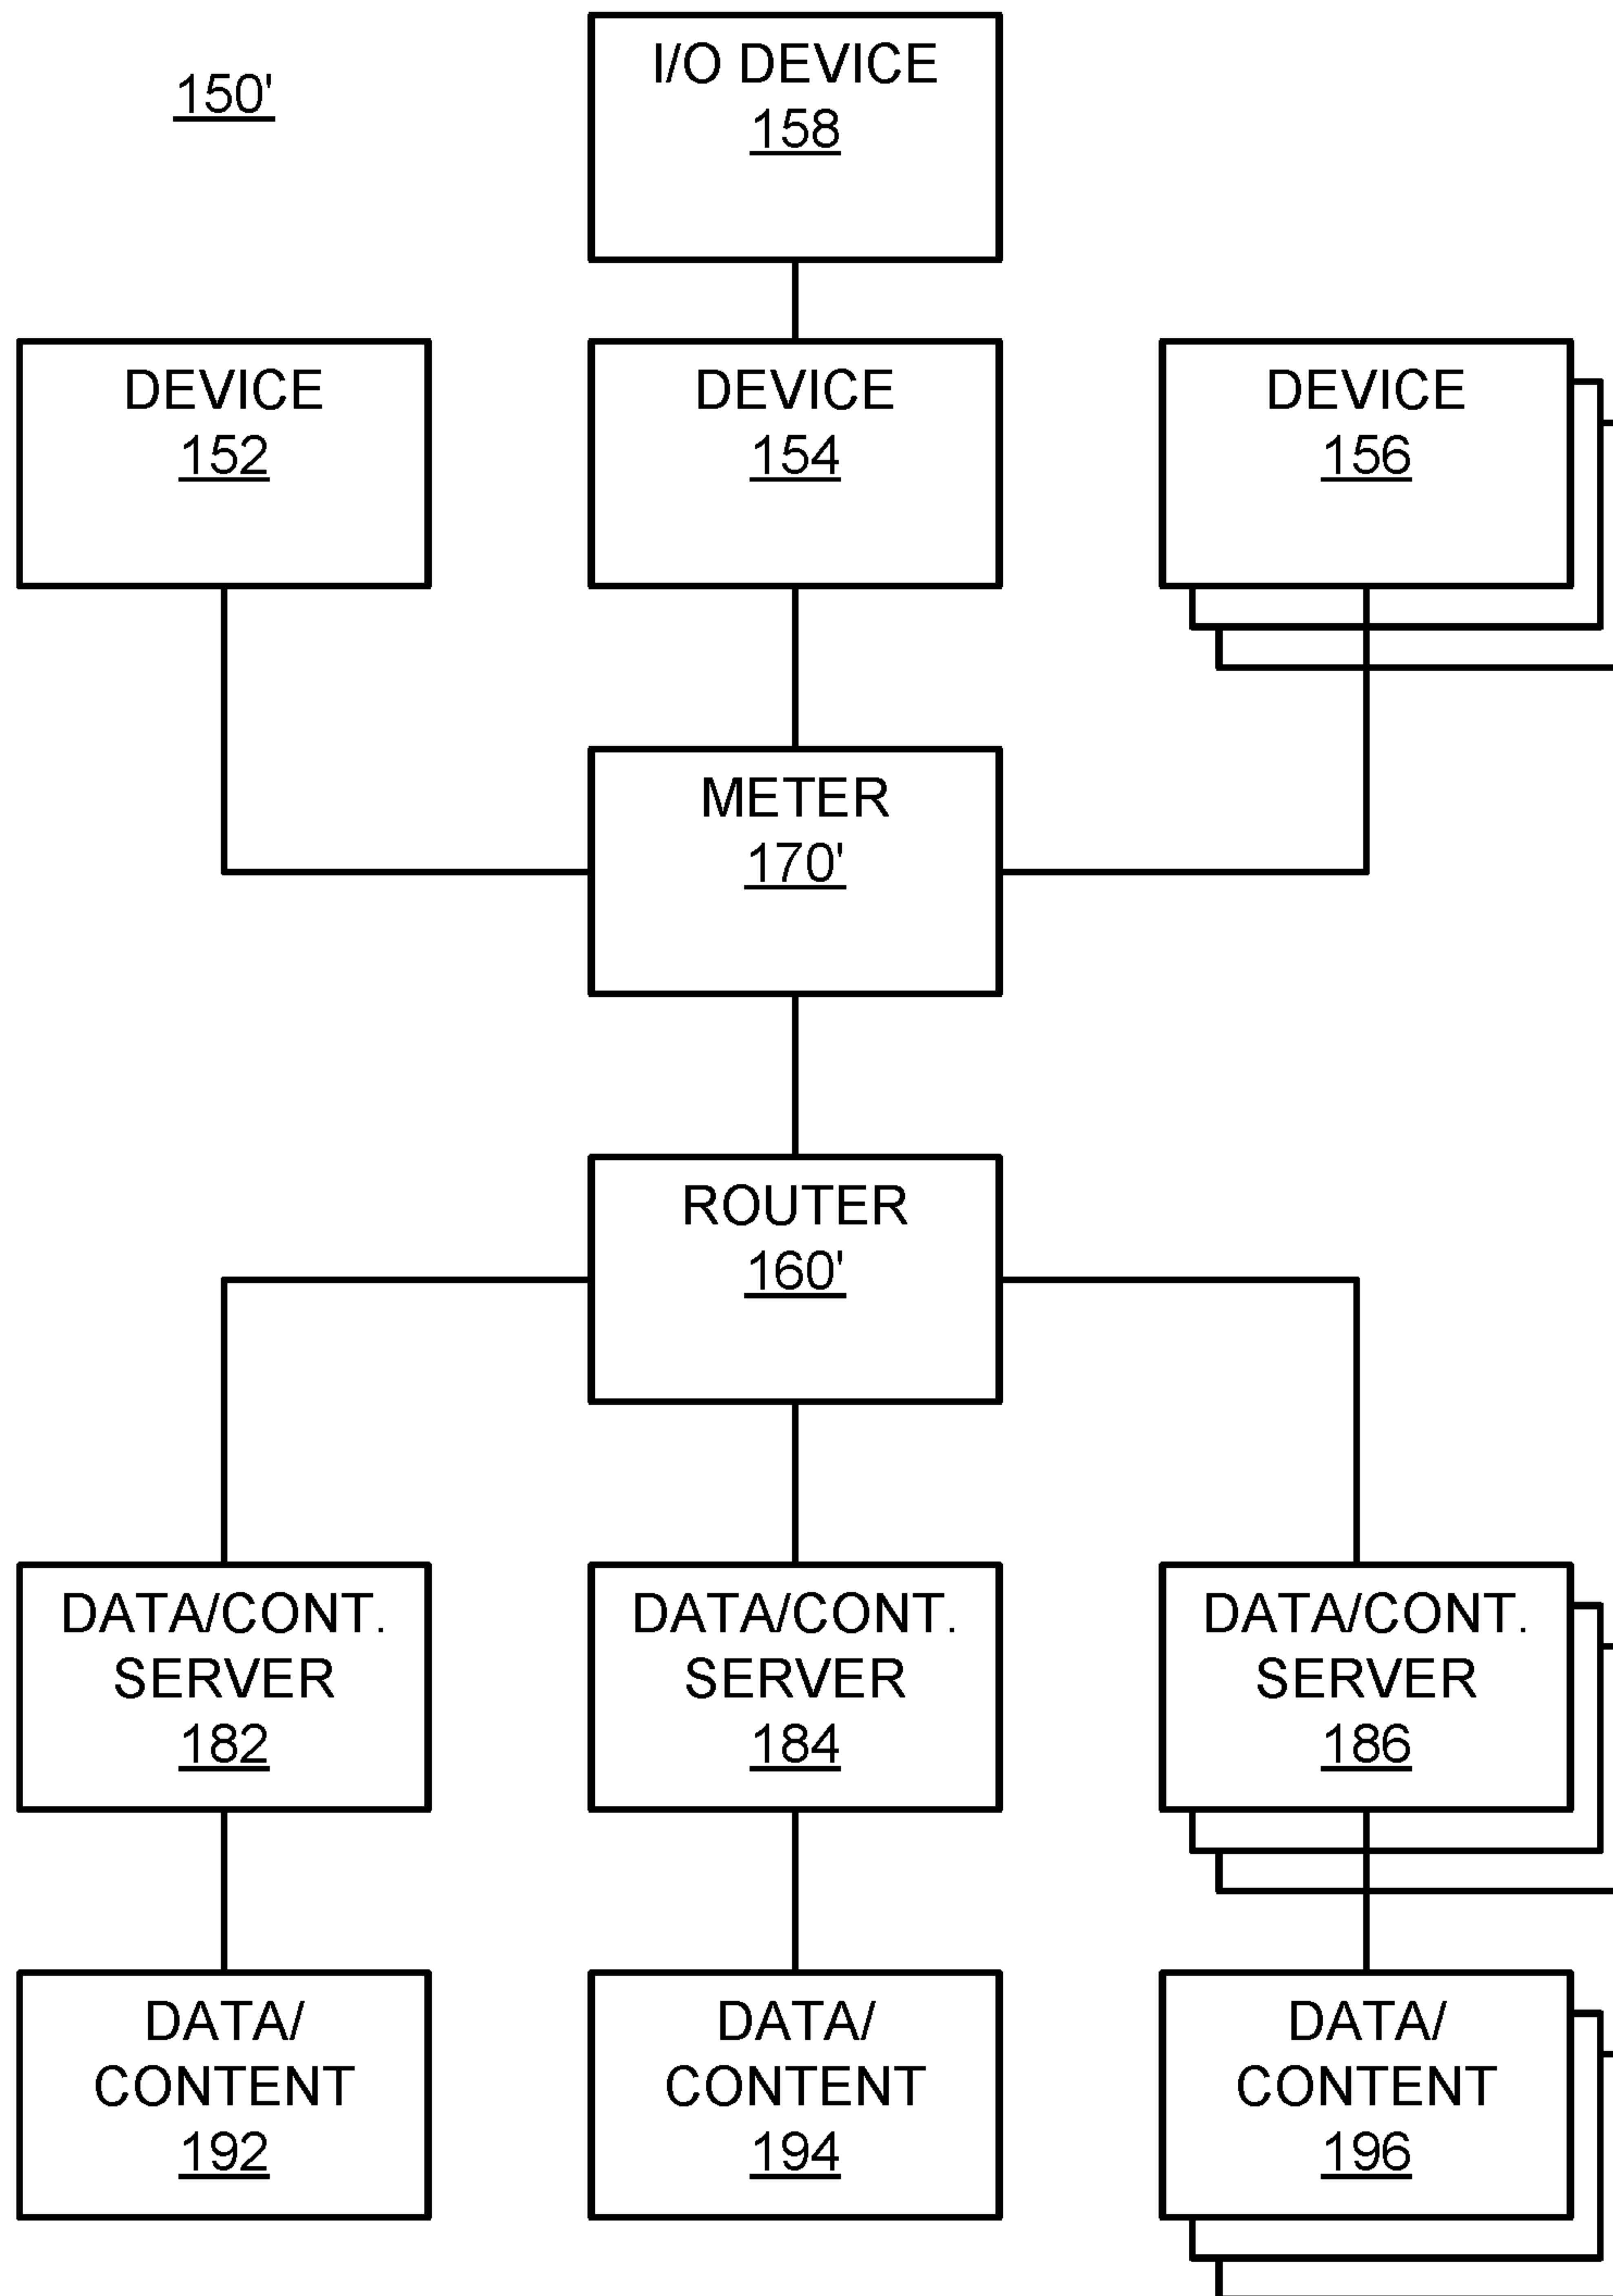 150'
I/O DEVICE
158
DEVICE
152
DEVICE
154
DEVICE
156
METER
170'
ROUTER
160'
DATA/CONT.
SERVER
182
DATA/CONT.
SERVER
184
DATA/CONT.
SERVER
186
DATA/
CONTENT
192
DATA/
CONTENT
194
DATA/
CONTENT
196